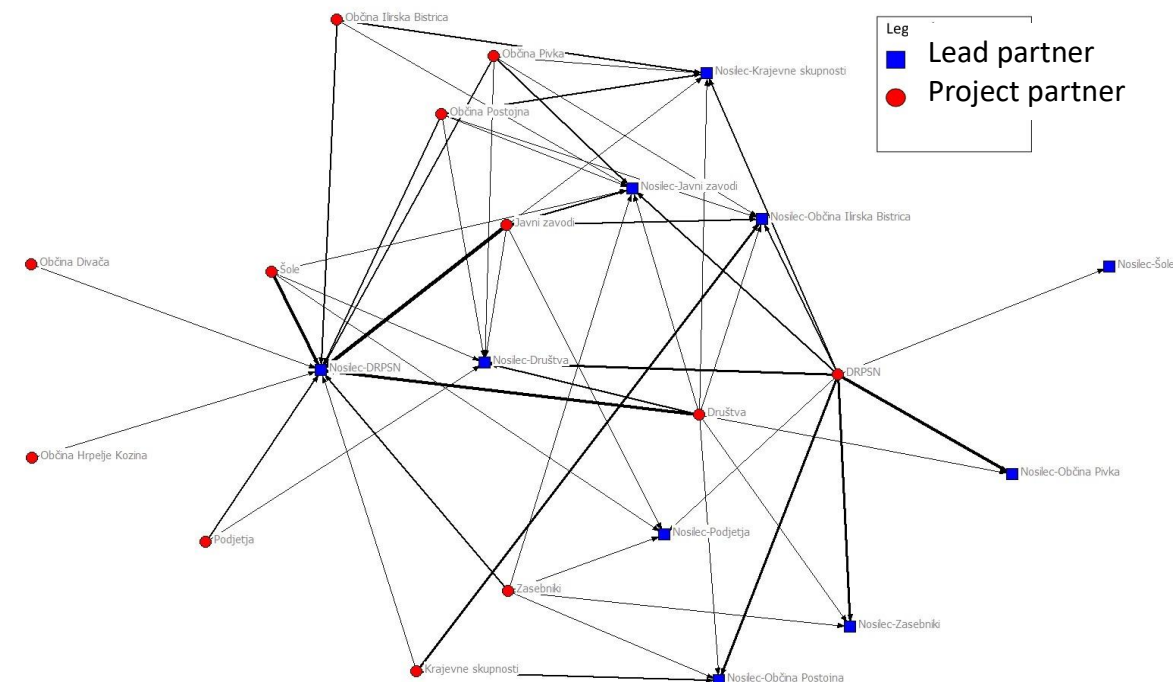 Občina Ilirska Bistrica
Leg
Lead partner
Občina Pivka
Nosilec-Krajevne skupnosti
Project partner
Občina Postojna
Nosilec-Javni zavodi
Nosilec-Občina Ilirska Bistrica
Javni zavodi
Občina Divača
Šole
Nosilec-Šole
Nosilec-Društva
Nosilec-DRPSN
DRPSN
Društva
Občina Hrpelje Kozina
Nosilec-Občina Pivka
Nosilec-Podjetja
Podjetja
Zasebniki
Nosilec-Zasebniki
Krajevne skupnosti
Nosilec-Občina Postojna